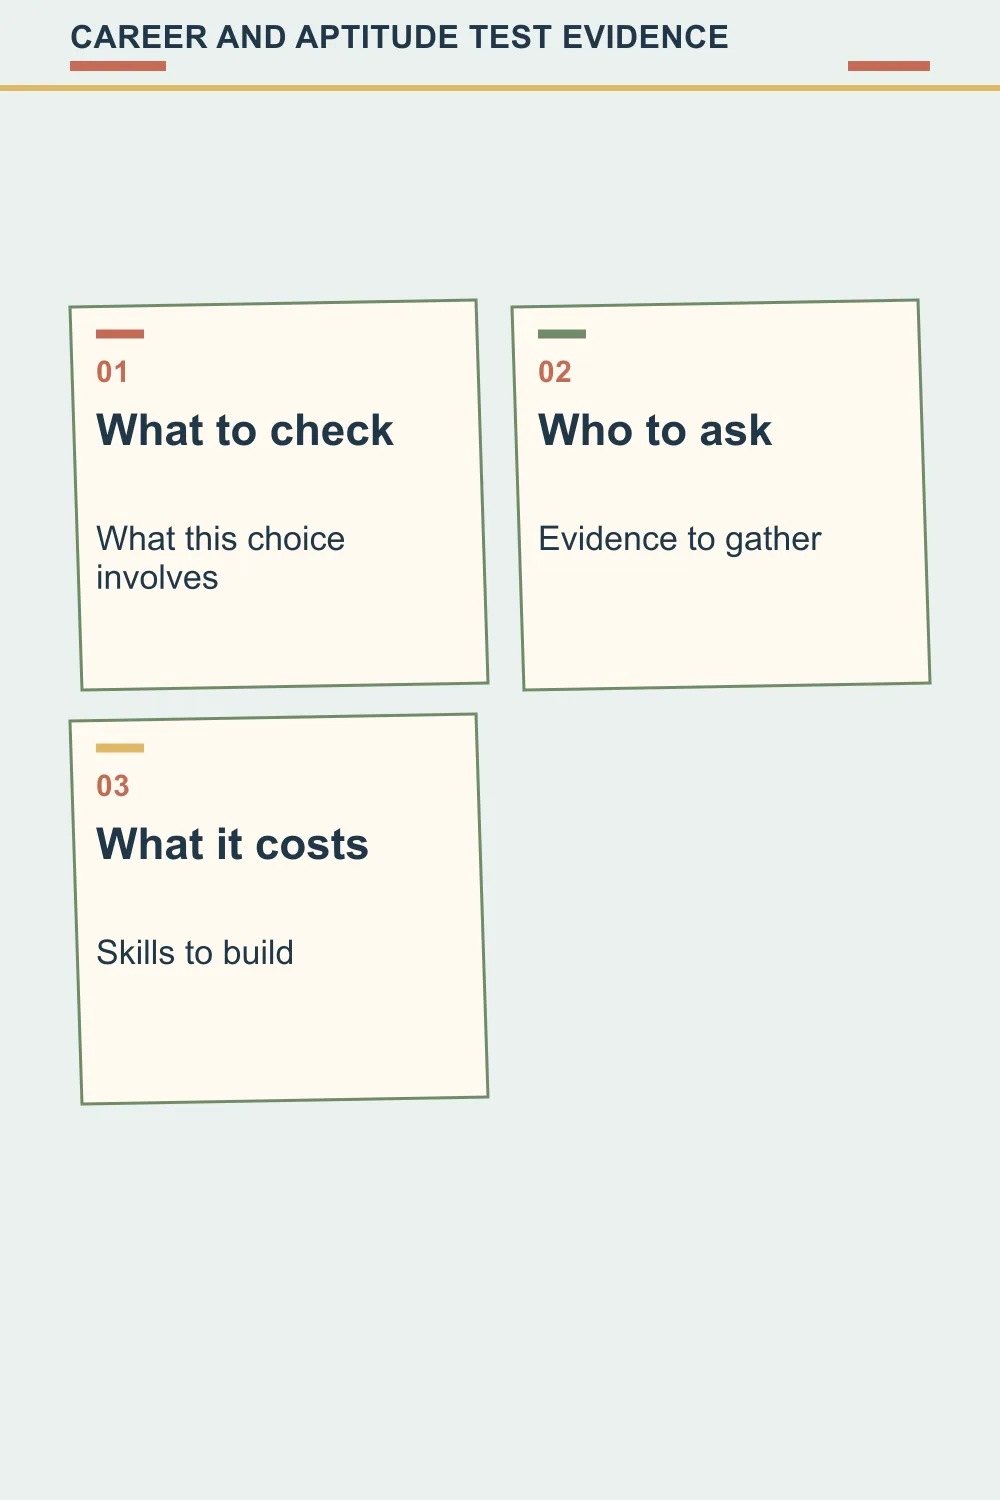 CAREER AND APTITUDE TEST EVIDENCE
01
What to check
What this choice
involves
02
Who to ask
Evidence to gather
03
What it costs
Skills to build